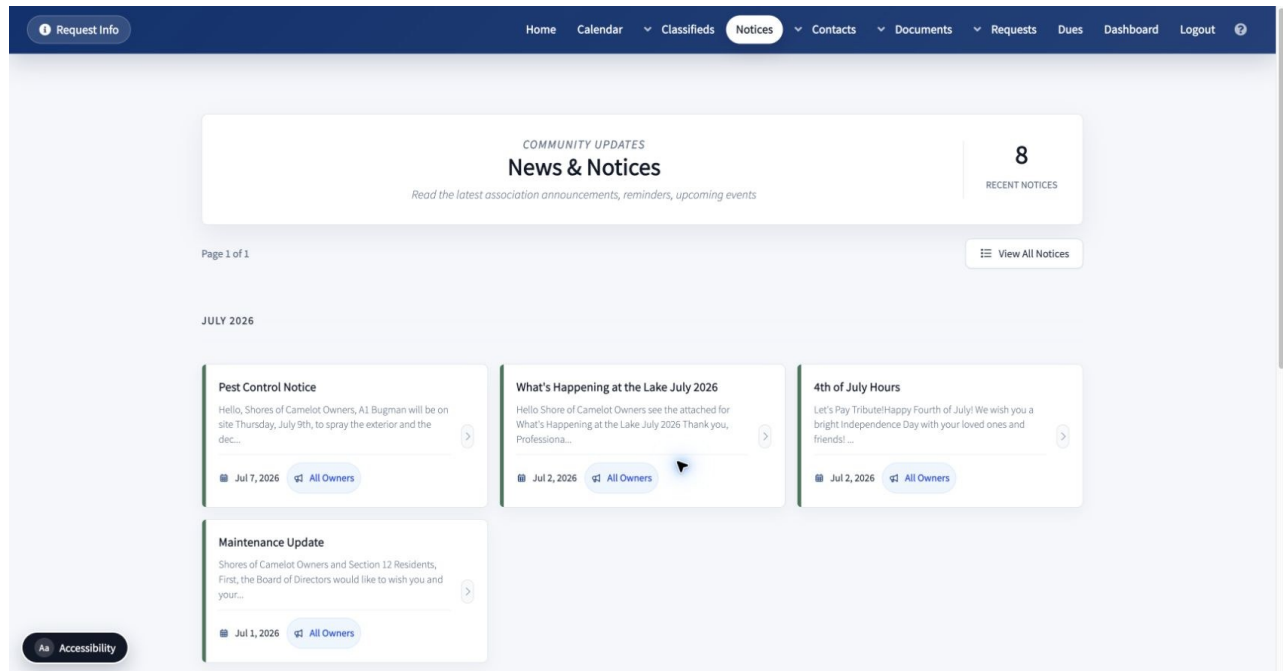 Request Info
Home Calendar Classifieds Notices Contacts Documents Requests Dues Dashboard Logout
COMMUNITY UPDATES
News & Notices
Read the latest association announcements, reminders, upcoming events
8
RECENT NOTICES
Page 1 of 1
View All Notices
JULY 2026
Pest Control Notice
Hello, Shores of Camelot Owners, A1 Bugman will be on
site Thursday, July 9th, to spray the exterior and the
dec...
Jul 7, 2026 All Owners
What's Happening at the Lake July 2026
Hello Shore of Camelot Owners see the attached for
What's Happening at the Lake July 2026 Thank you,
Professiona...
Jul 2, 2026 All Owners
4th of July Hours
Let's Pay Tribute!Happy Fourth of July! We wish you a
bright Independence Day with your loved ones and
friends! ...
Jul 2, 2026 All Owners
Maintenance Update
Shores of Camelot Owners and Section 12 Residents,
First, the Board of Directors would like to wish you and
your...
Jul 1, 2026 All Owners
Aa Accessibility